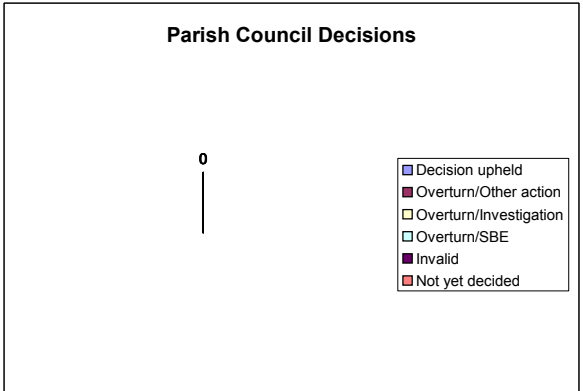 Parish Council Decisions
0
Decision upheld
Overturn/Other action
Overturn/Investigation
Overturn/SBE
Invalid
Not yet decided